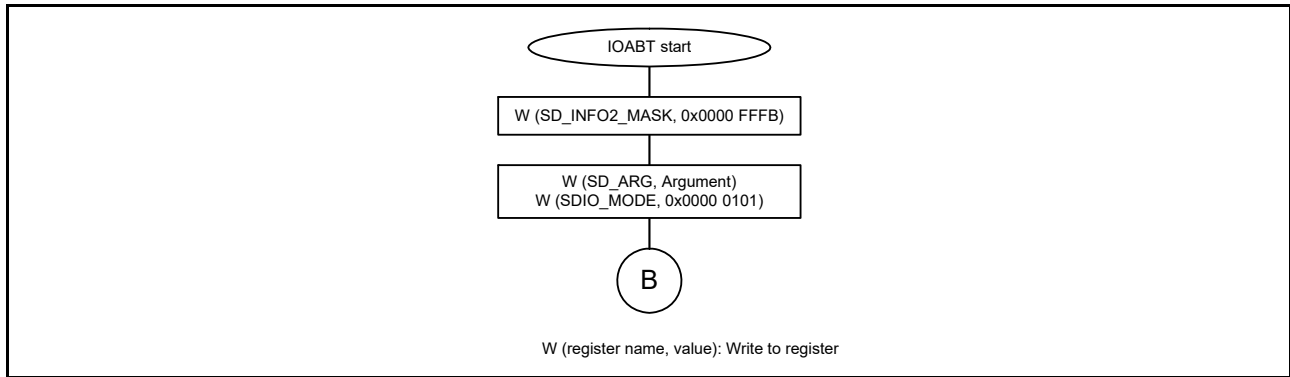 IOABT start
W (SD_INFO2_MASK, 0x0000 FFFB)
W (SD_ARG, Argument)
W (SDIO_MODE, 0x0000 0101)
B
W (register name, value): Write to register